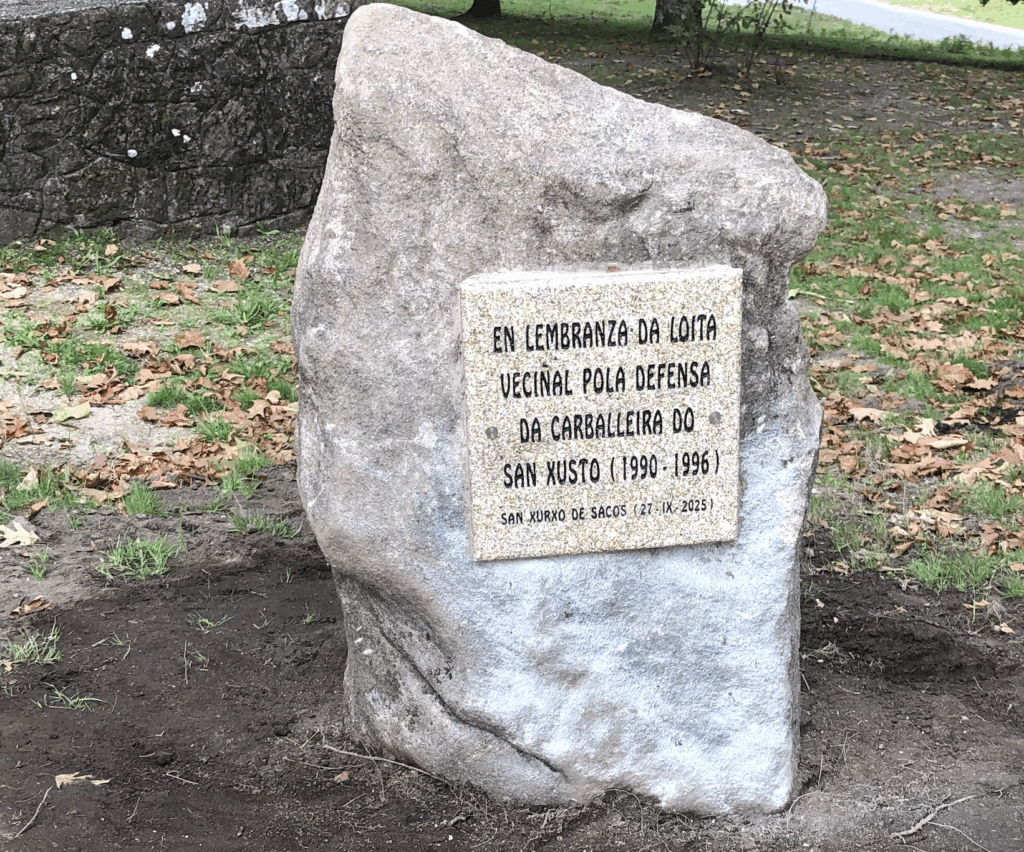 EN LEMBRANZA DA LOITA
VECIÑAL POLA DEFENSA
DA CARBALLEIRA DO
SAN XUSTO (1990 - 1996)
SAN XURXO DE SACOS (27 - IX - 2025)